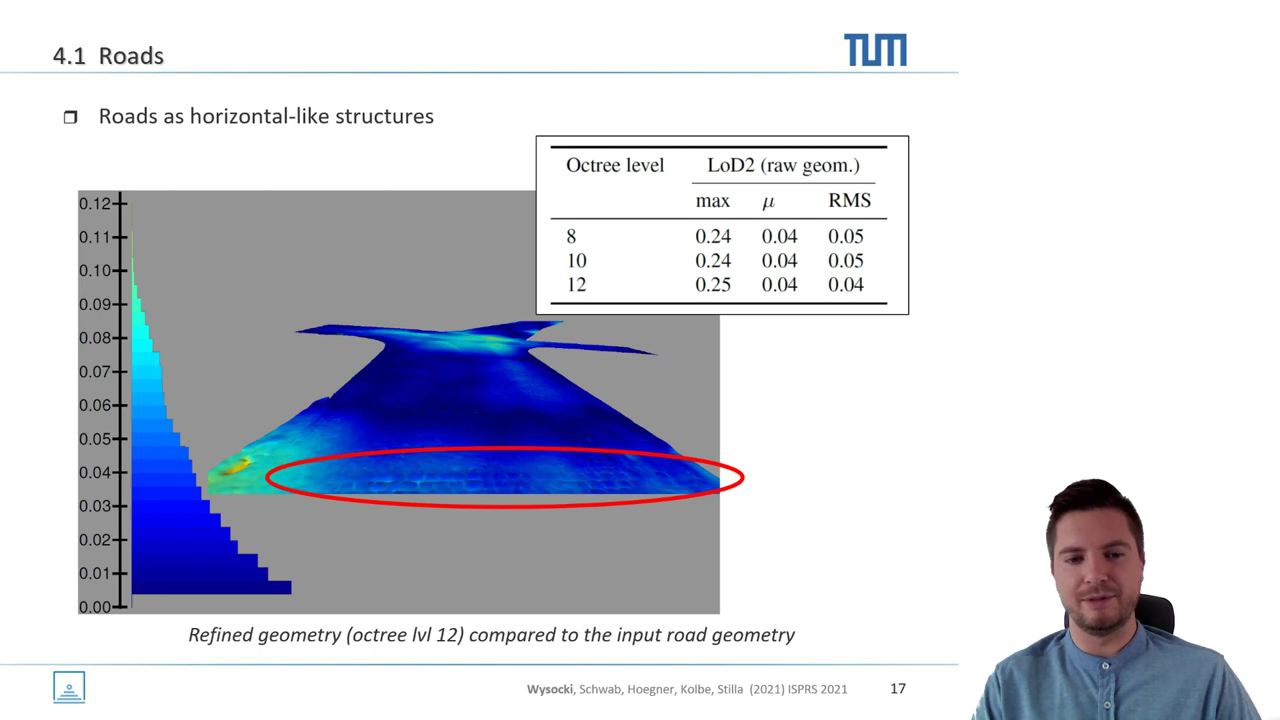 4.1 Roads
TUM
❒ Roads as horizontal-like structures
Octree level LoD2 (raw geom.)
max μ RMS
8 0.24 0.04 0.05
10 0.24 0.04 0.05
12 0.25 0.04 0.04
0.12
0.11
0.10
0.09
0.08
0.07
0.06
0.05
0.04
0.03
0.02
0.01
0.00
Refined geometry (octree lvl 12) compared to the input road geometry
Wysocki, Schwab, Hoegner, Kolbe, Stilla (2021) ISPRS 2021 17